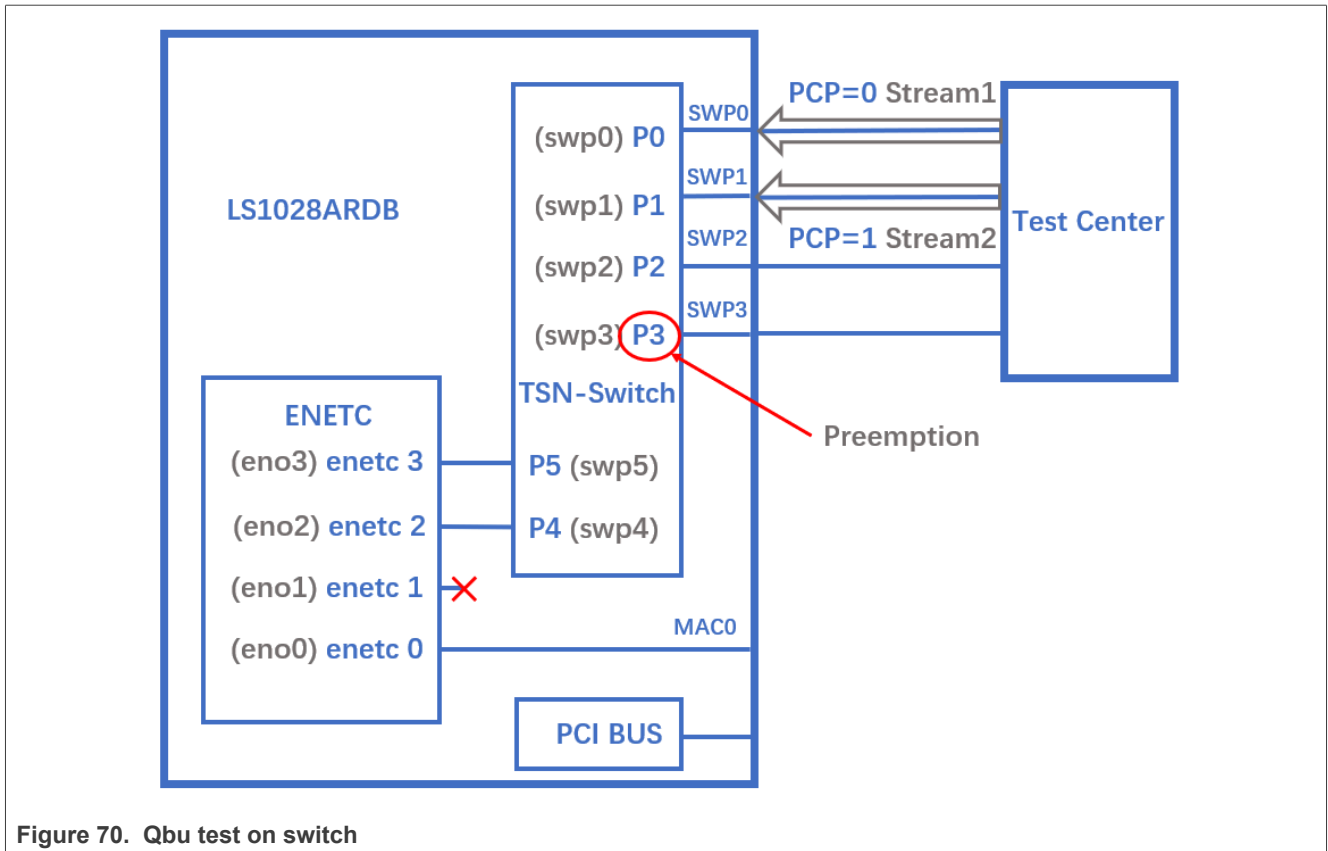 PCP=0 Stream1
SWP0
(swp0) P0
SWP1
(swp1) P1
LS1028ARDB
Test Center
SWP2
PCP=1 Stream2
(swp2) P2
SWP3
(swp3) P3
TSN-Switch
ENETC
Preemption
(eno3) enetc 3
P5 (swp5)
(eno2) enetc 2
P4 (swp4)
(eno1) enetc 1
MAC0
(eno0) enetc 0
PCI BUS
Figure 70. Qbu test on switch